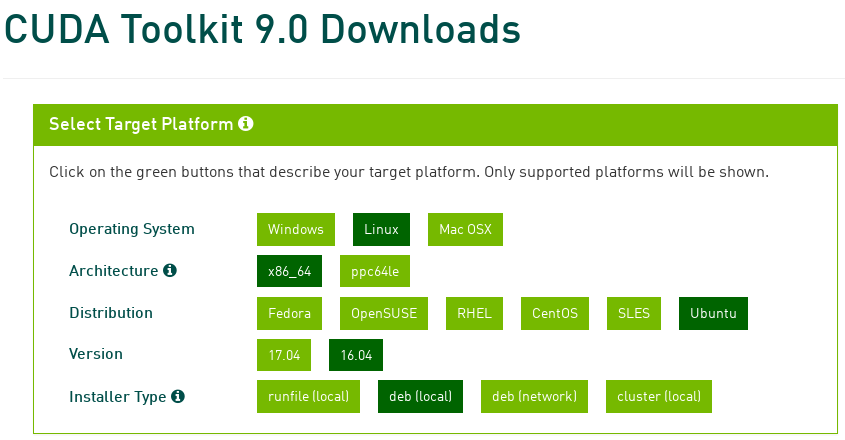 CUDA Toolkit 9.0 Downloads
Select Target Platform
Click on the green buttons that describe your target platform. Only supported platforms will be shown.
Operating System Windows Linux Mac OSX
Architecture x86_64 ppc64le
Distribution Fedora OpenSUSE RHEL CentOS SLES Ubuntu
Version 17.04 16.04
Installer Type runfile (local) deb (local) deb (network) cluster (local)